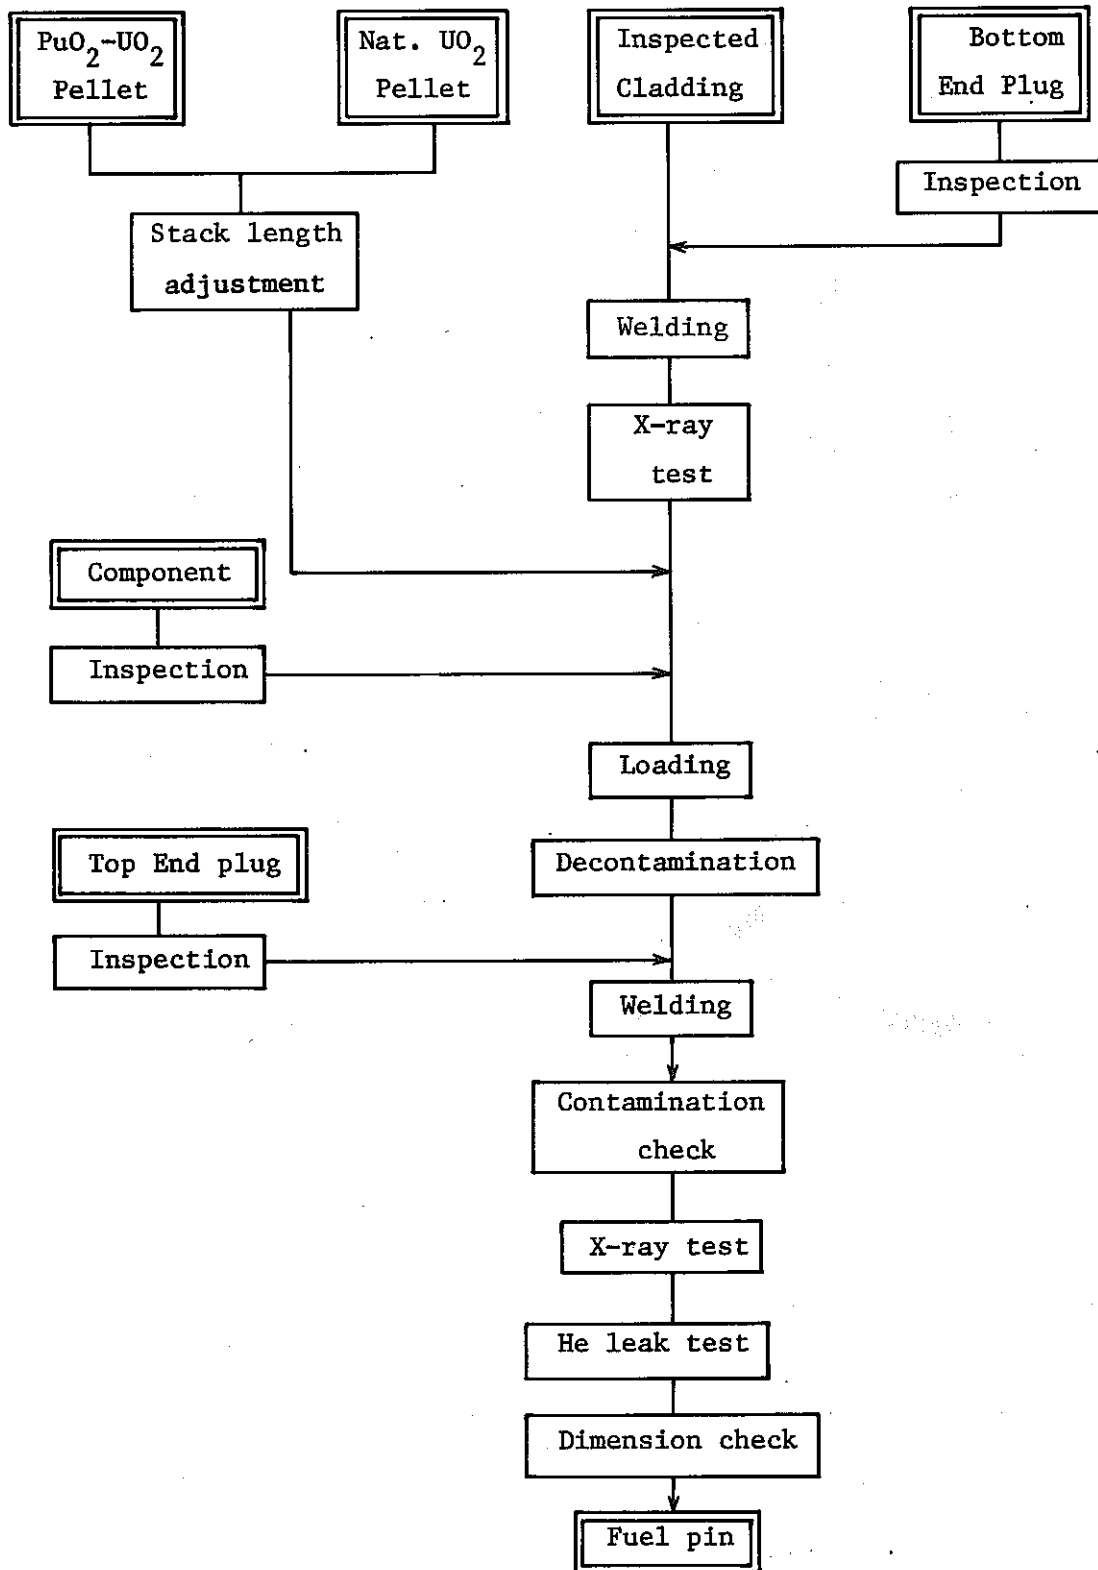 PuO2-UO2
Pellet
Nat. UO2
Pellet
Inspected
Cladding
Bottom
End Plug
Inspection
Stack length
adjustment
Welding
X-ray
test
Component
Inspection
Loading
Top End plug
Decontamination
Inspection
Welding
Contamination
check
X-ray test
He leak test
Dimension check
Fuel pin